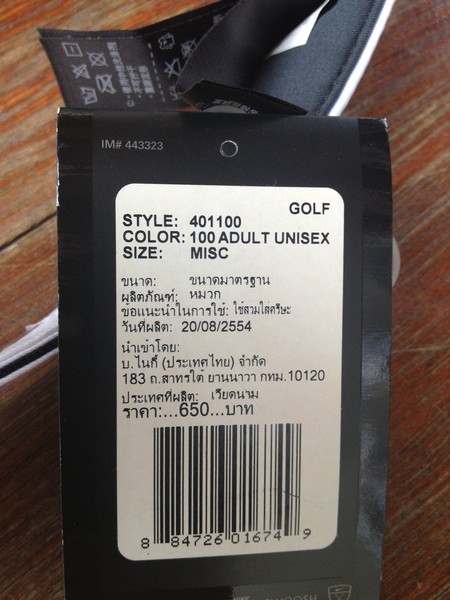 IM# 443323
GOLF
STYLE: 401100
COLOR: 100 ADULT UNISEX
SIZE: MISC
ขนาด: ขนาดมาตรฐาน
ผลิตภัณฑ์: หมวก
ข้อแนะนำในการใช้: ใช้สวมใส่ศรีษะ
วันที่ผลิต: 20/08/2554
นำเข้าโดย:
บ.ไนกี้ (ประเทศไทย) จำกัด
183 ถ.สาทรใต้ ยานนาวา กทม.10120
ประเทศที่ผลิต: เวียดนาม
ราคา:...650...บาท
8 84726 01674 9